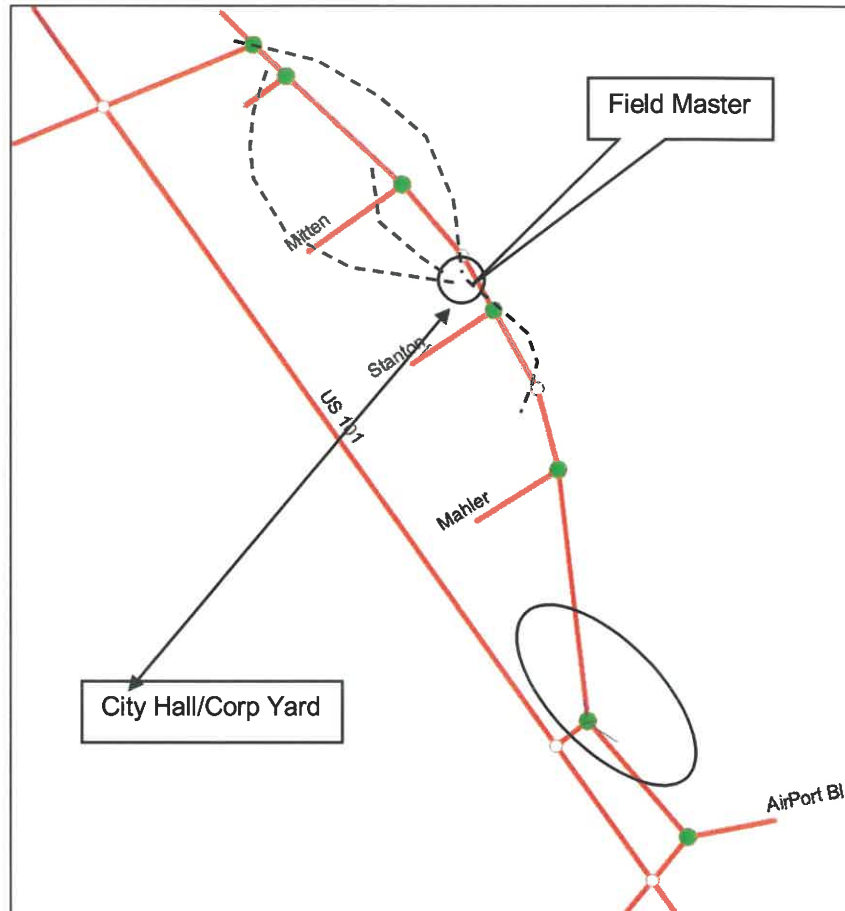 Field Master
Mitten
Stanton
US 101
Mahler
City Hall/Corp Yard
AirPort Bl